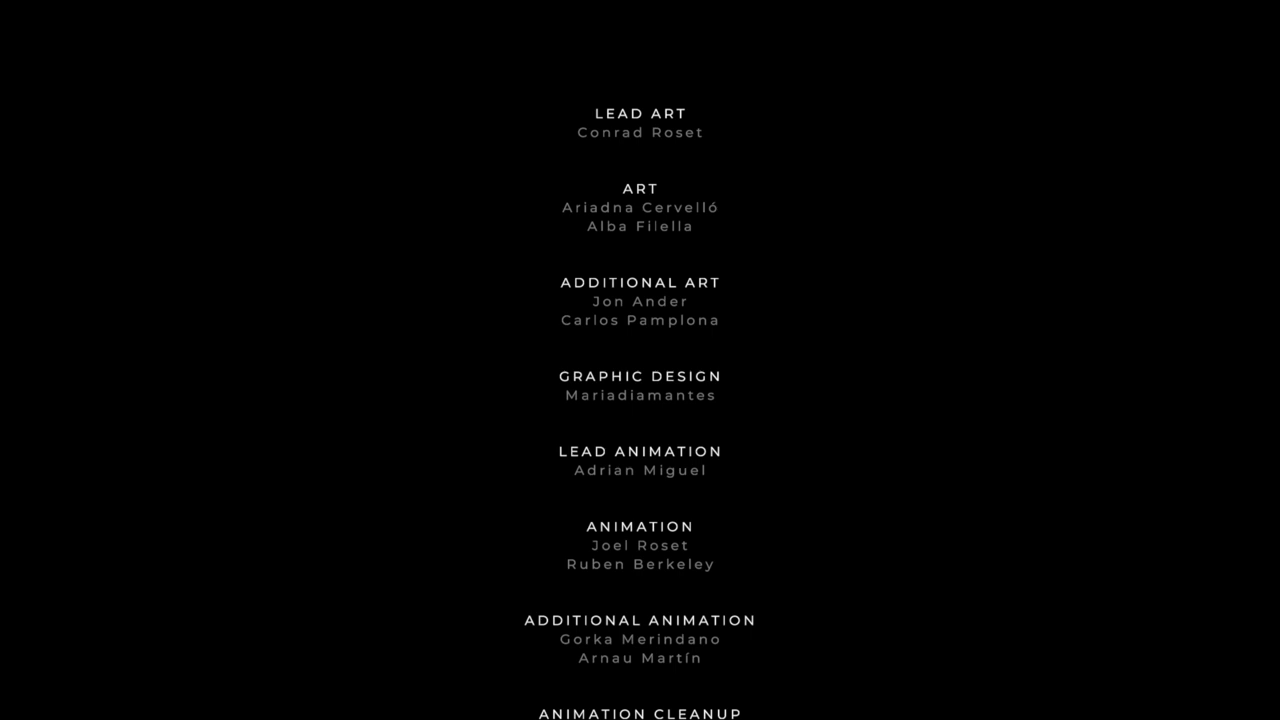 LEAD ART
Conrad Roset
ART
Ariadna Cervelló
Alba Filella
ADDITIONAL ART
Jon Ander
Carlos Pamplona
GRAPHIC DESIGN
Mariadiamantes
LEAD ANIMATION
Adrian Miguel
ANIMATION
Joel Roset
Ruben Berkeley
ADDITIONAL ANIMATION
Gorka Merindano
Arnau Martín
ANIMATION CLEANUP